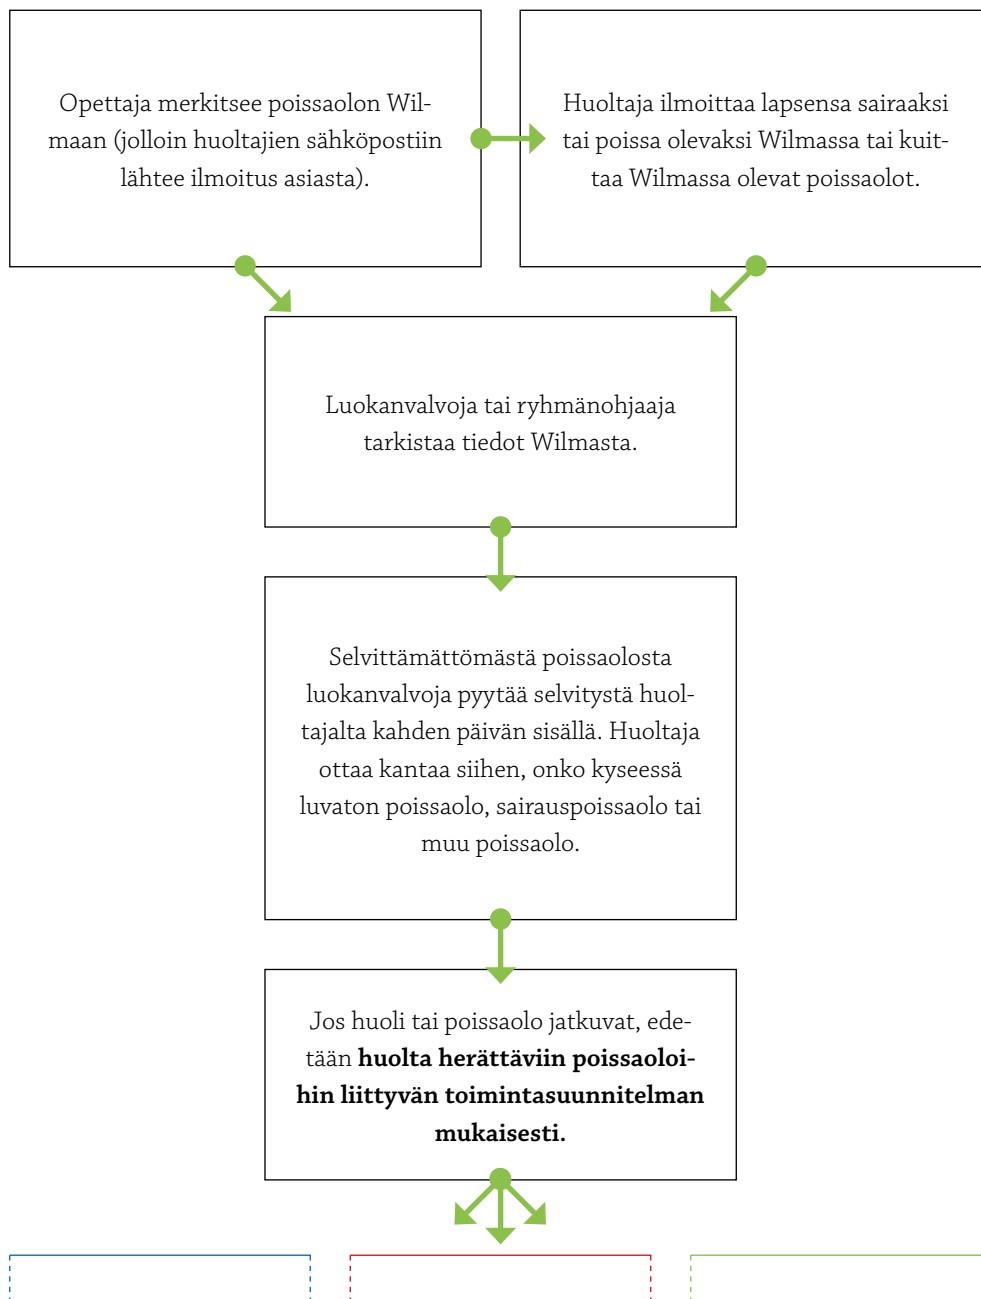 Opettaja merkitsee poissaolon Wil-
maan (jolloin huoltajien sähköpostiin
lähtee ilmoitus asiasta).
Huoltaja ilmoittaa lapsensa sairaaksi
tai poissa olevaksi Wilmassa tai kuit-
taa Wilmassa olevat poissaolot.
Luokanvalvoja tai ryhmänohjaaja
tarkistaa tiedot Wilmasta.
Selvittämättömästä poissaolosta
luokanvalvoja pyytää selvitystä huol-
tajalta kahden päivän sisällä. Huoltaja
ottaa kantaa siihen, onko kyseessä
luvaton poissaolo, sairauspoissaolo tai
muu poissaolo.
Jos huoli tai poissaolo jatkuvat, ede-
tään huolta herättäviin poissaoloi-
hin liittyvän toimintasuunnitelman
mukaisesti.